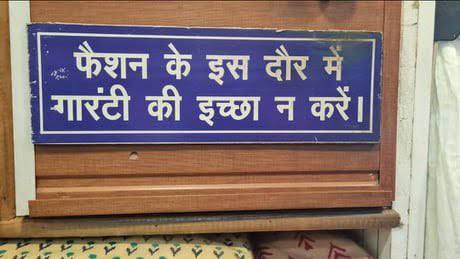 फैशन के इस दौर में
गारंटी की इच्छा न करें।